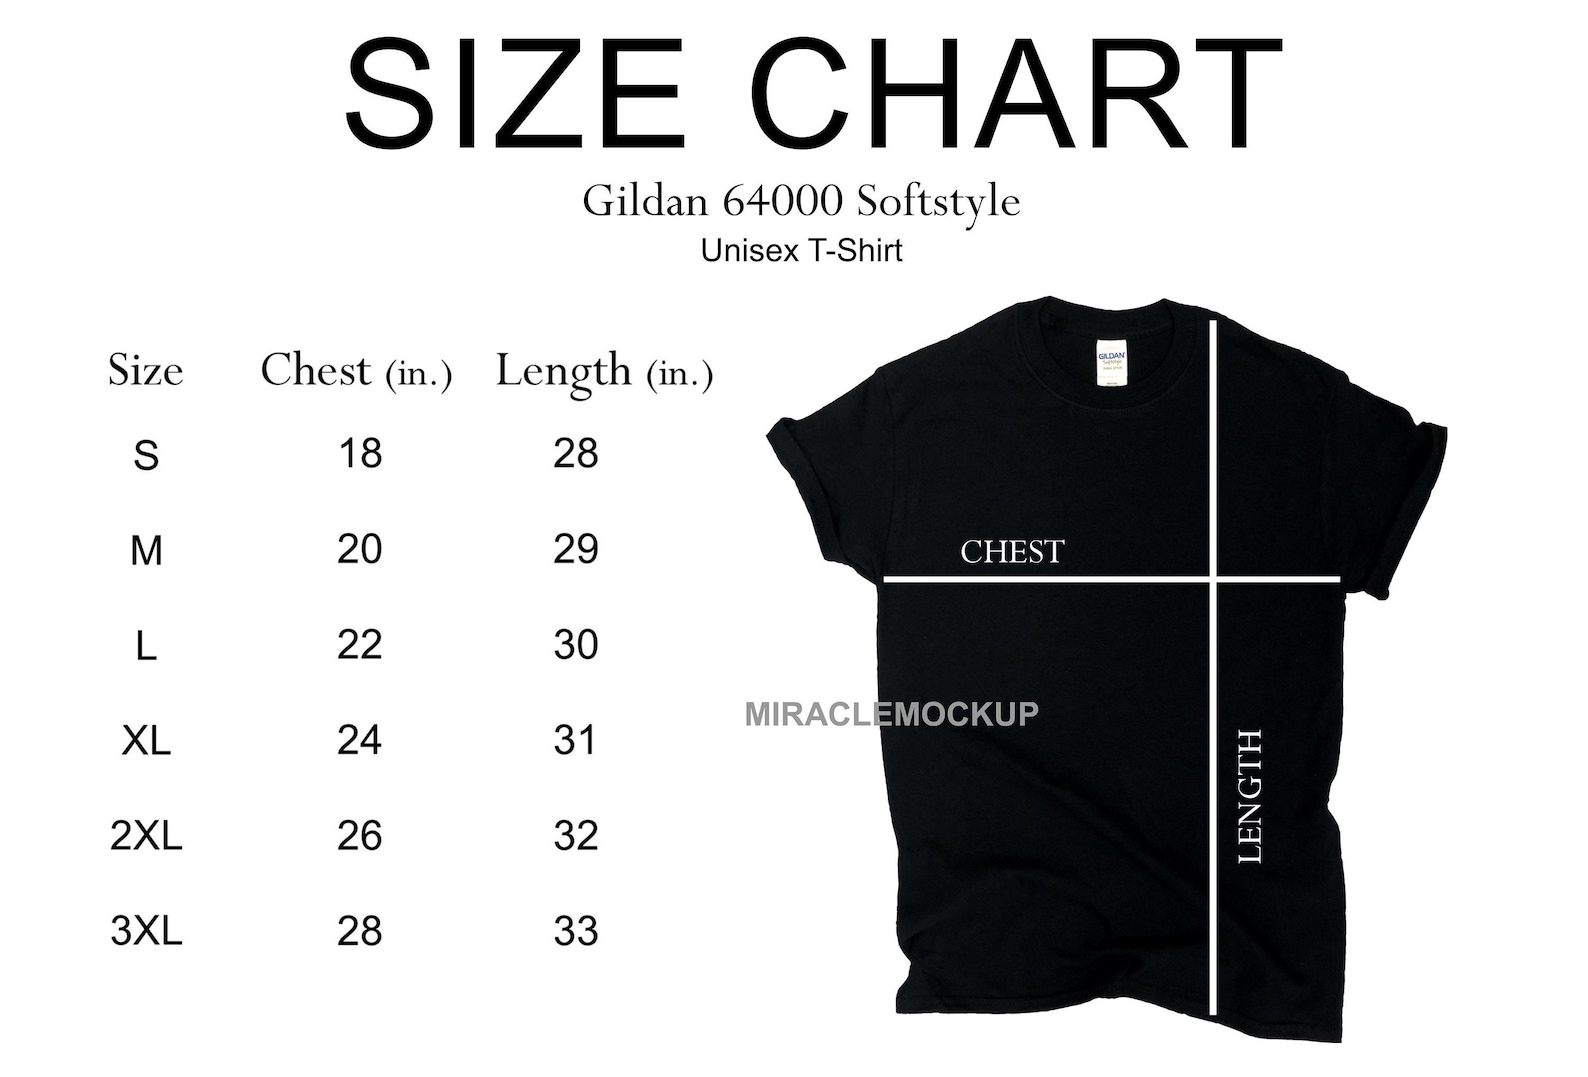 SIZE CHART
Gildan 64000 Softstyle
Unisex T-Shirt
Size Chest (in.) Length (in.)
S 18 28
M 20 29
L 22 30
XL 24 31
2XL 26 32
3XL 28 33
GILDAN
Softstyle
CHEST
MIRACLEMOCKUP
LENGTH